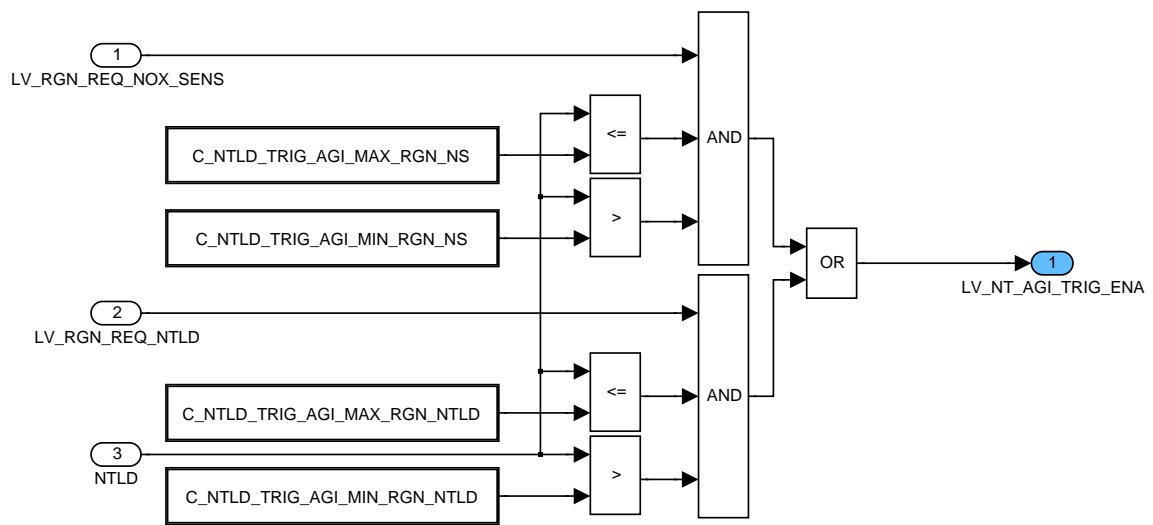 1
LV_RGN_REQ_NOX_SENS
<=
C_NTLD_TRIG_AGI_MAX_RGN_NS
AND
>
C_NTLD_TRIG_AGI_MIN_RGN_NS
OR
1
LV_NT_AGI_TRIG_ENA
2
LV_RGN_REQ_NTLD
<=
AND
C_NTLD_TRIG_AGI_MAX_RGN_NTLD
3
NTLD
>
C_NTLD_TRIG_AGI_MIN_RGN_NTLD